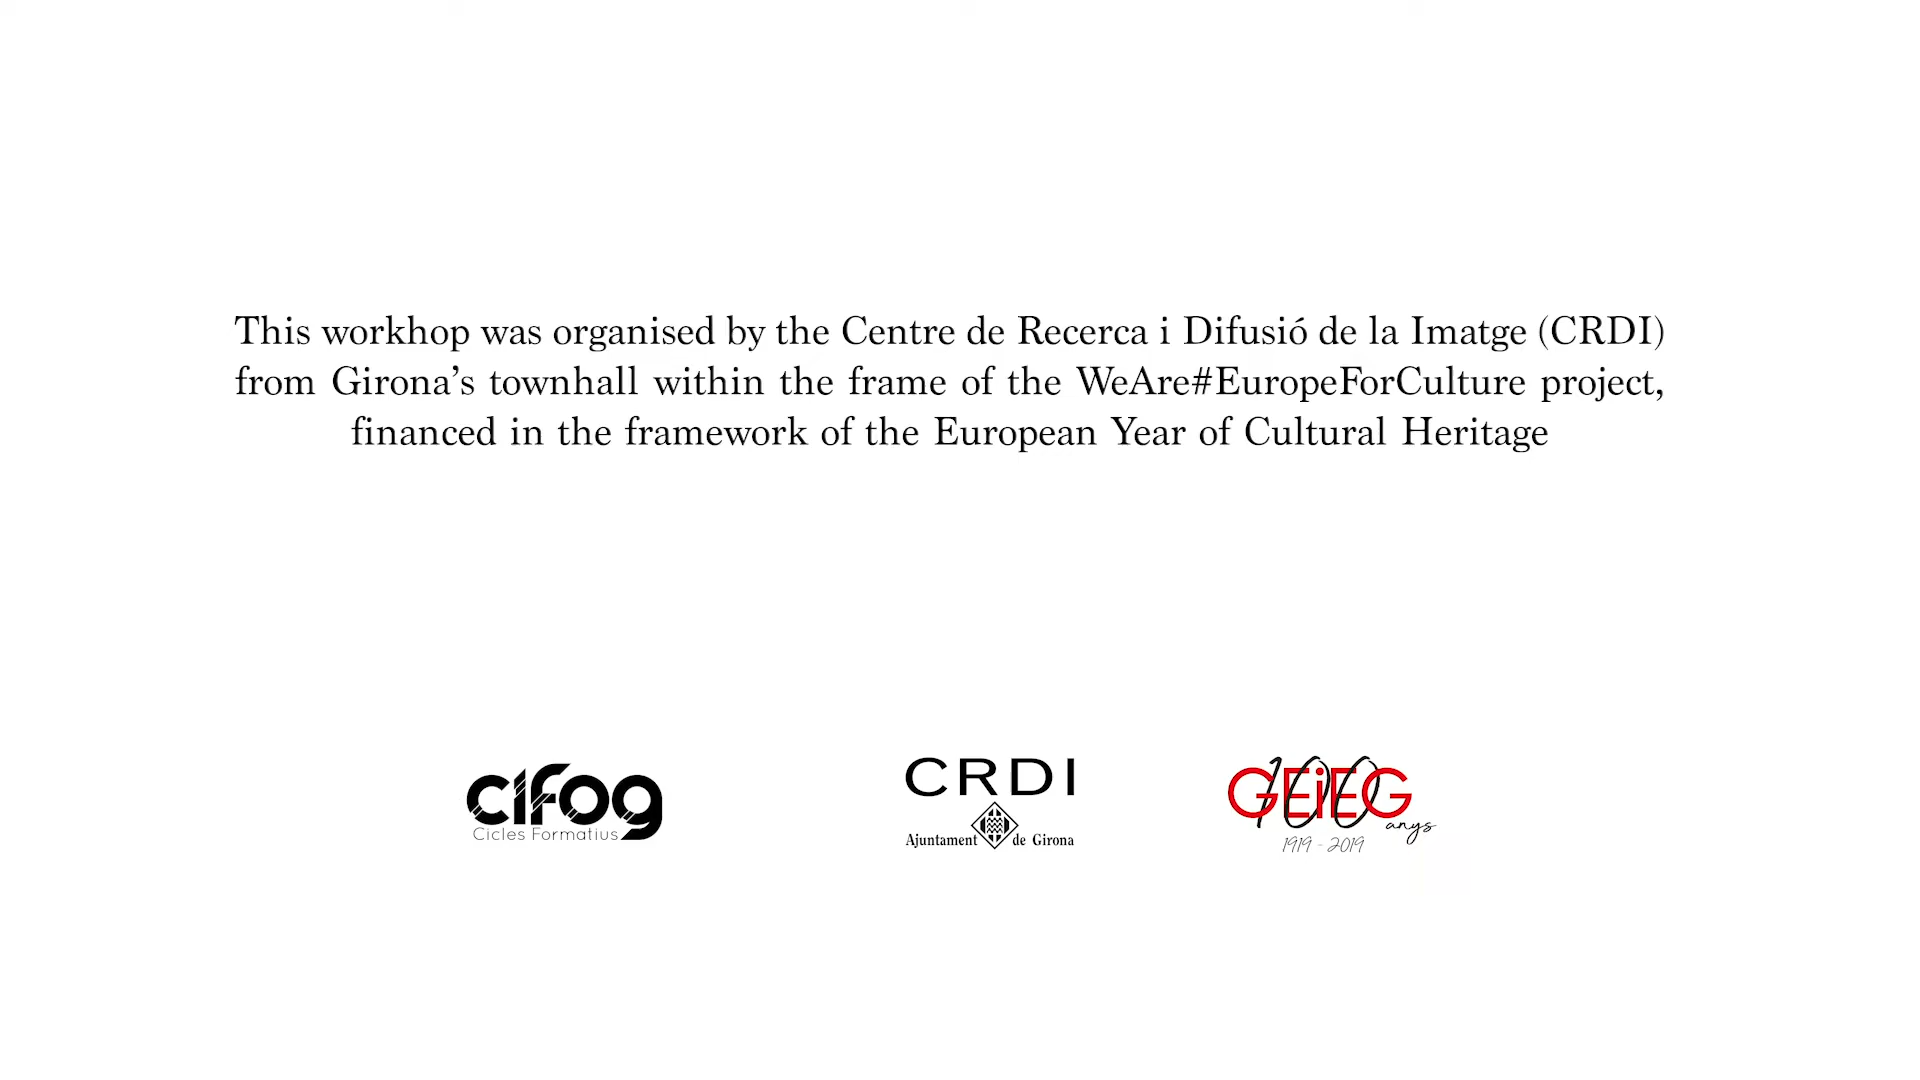 This workhop was organised by the Centre de Recerca i Difusió de la Imatge (CRDI)
from Girona’s townhall within the frame of the WeAre#EuropeForCulture project,
financed in the framework of the European Year of Cultural Heritage
cifog
Cicles Formatius
CRDI
Ajuntament de Girona
GEiEG
100
anys
1919 - 2019